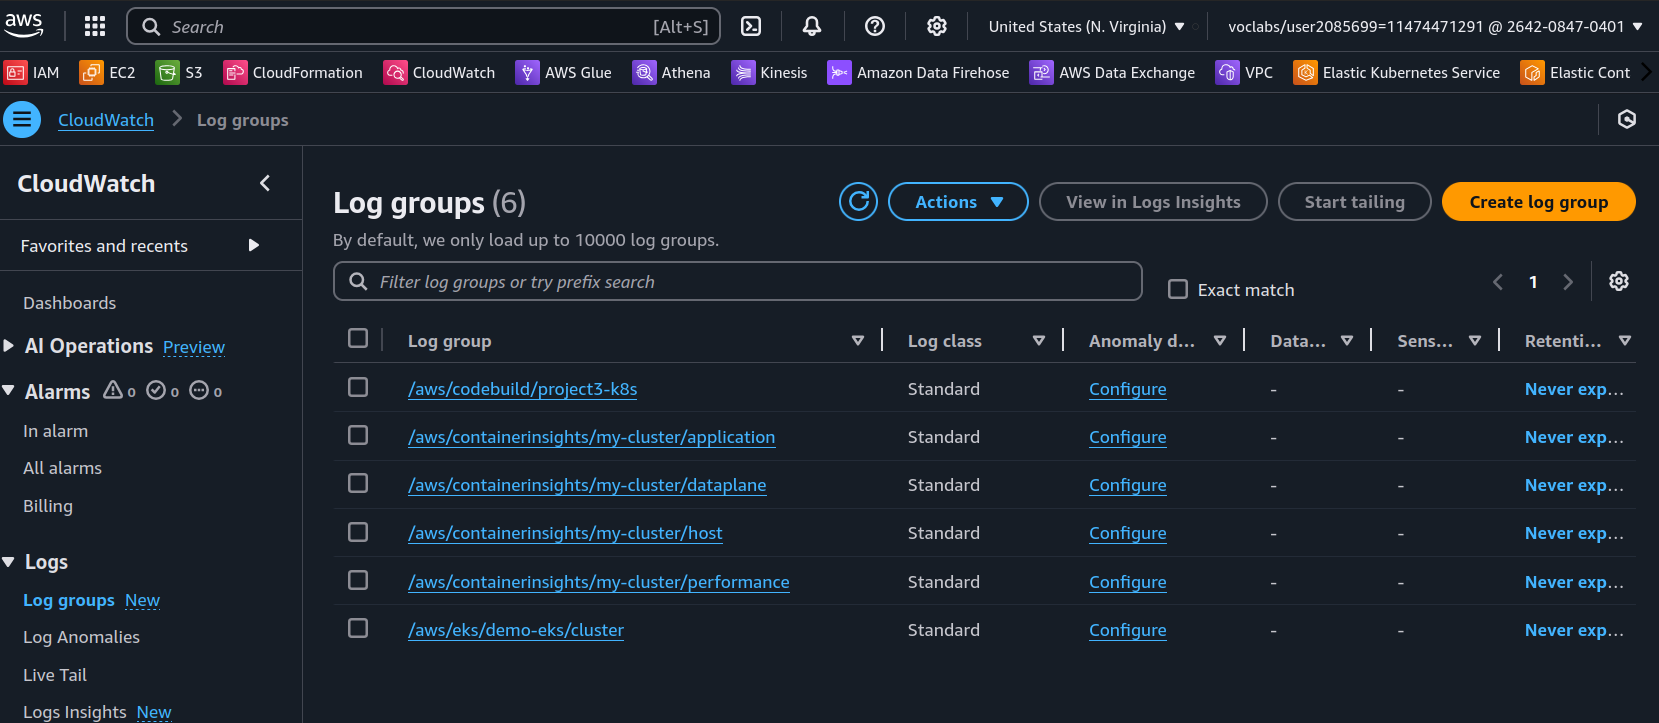 aws
Search [Alt+S]
United States (N. Virginia)
voclabs/user2085699=11474471291 @ 2642-0847-0401
IAM EC2 S3 CloudFormation CloudWatch AWS Glue Athena Kinesis Amazon Data Firehose AWS Data Exchange VPC Elastic Kubernetes Service Elastic Cont
CloudWatch Log groups
CloudWatch
Favorites and recents
Dashboards
AI Operations Preview
Alarms 0 0 0
In alarm
All alarms
Billing
Logs
Log groups New
Log Anomalies
Live Tail
Logs Insights New
Log groups (6)
Actions View in Logs Insights Start tailing Create log group
By default, we only load up to 10000 log groups.
Filter log groups or try prefix search
Exact match
1
Log group Log class Anomaly d... Data... Sens... Retenti...
/aws/codebuild/project3-k8s Standard Configure - - Never exp...
/aws/containerinsights/my-cluster/application Standard Configure - - Never exp...
/aws/containerinsights/my-cluster/dataplane Standard Configure - - Never exp...
/aws/containerinsights/my-cluster/host Standard Configure - - Never exp...
/aws/containerinsights/my-cluster/performance Standard Configure - - Never exp...
/aws/eks/demo-eks/cluster Standard Configure - - Never exp...